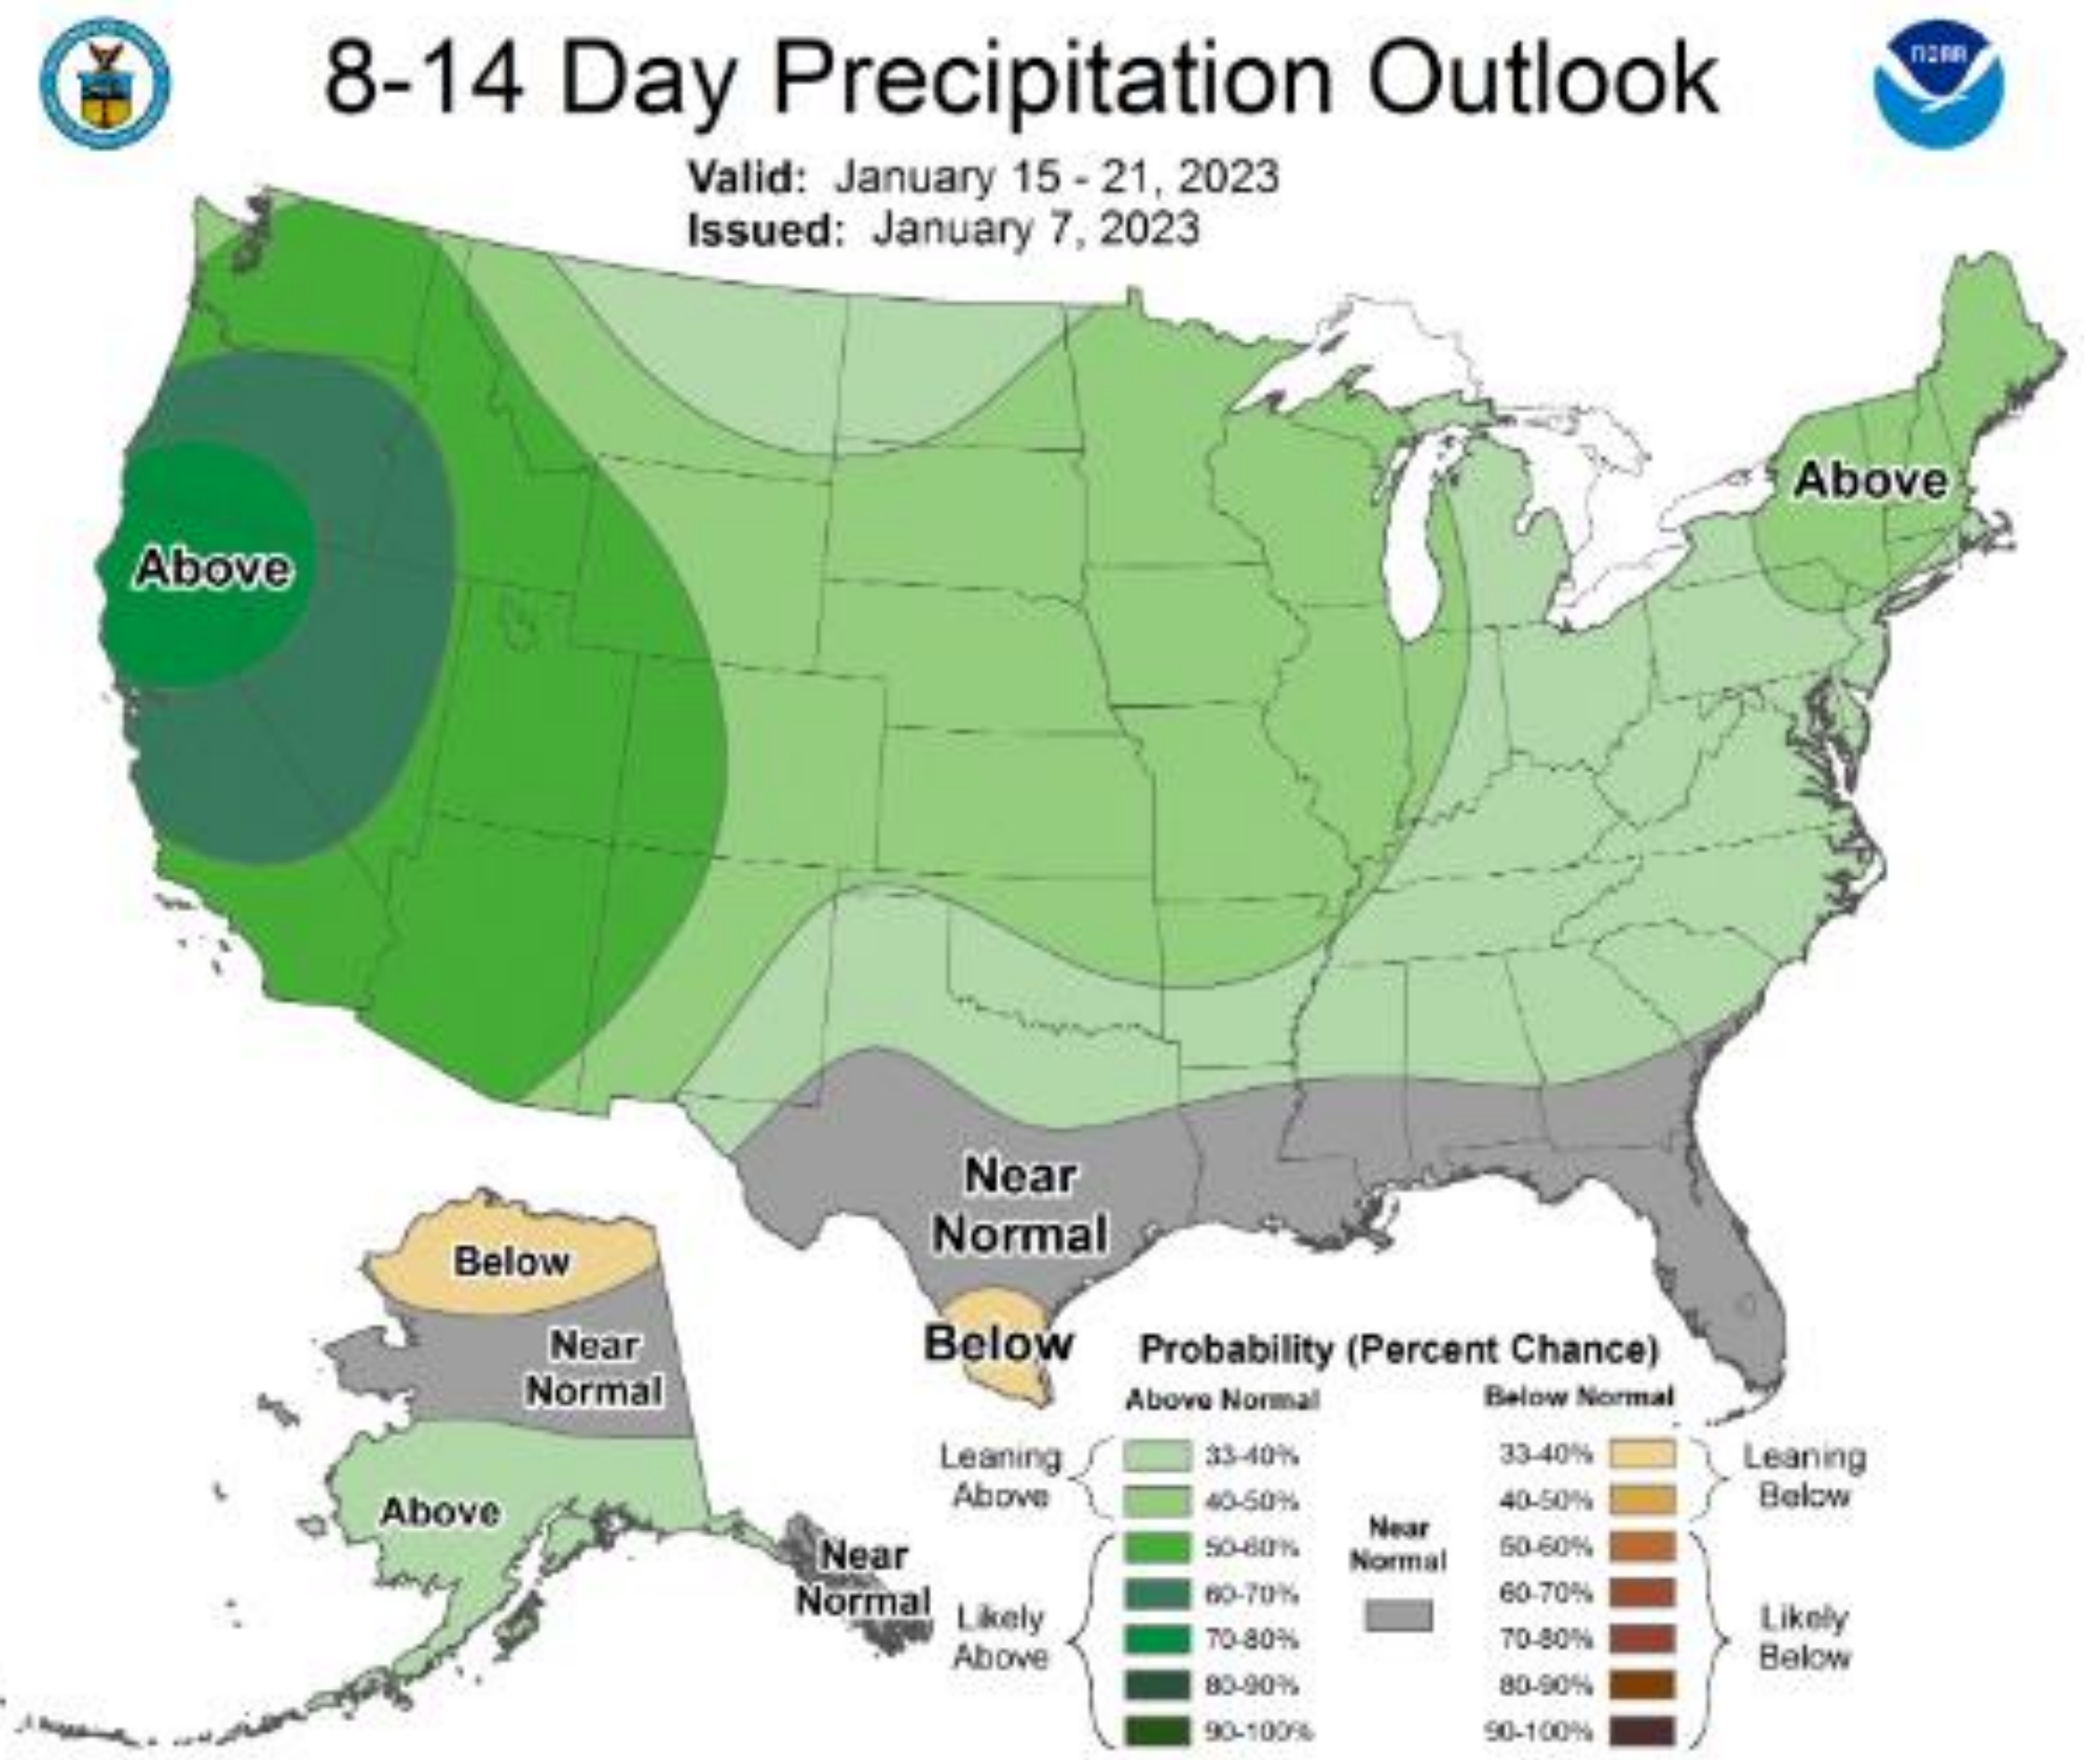 8-14 Day Precipitation Outlook
NOAA
Valid: January 15 - 21, 2023
Issued: January 7, 2023
Above
Above
Near
Normal
Below
Below
Near
Normal
Above
Near
Normal
Probability (Percent Chance)
Above Normal
Below Normal
Leaning
Above
33-40%
40-50%
Likely
Above
50-60%
60-70%
70-80%
80-90%
90-100%
Near
Normal
33-40%
40-50%
Leaning
Below
50-60%
60-70%
70-80%
80-90%
90-100%
Likely
Below